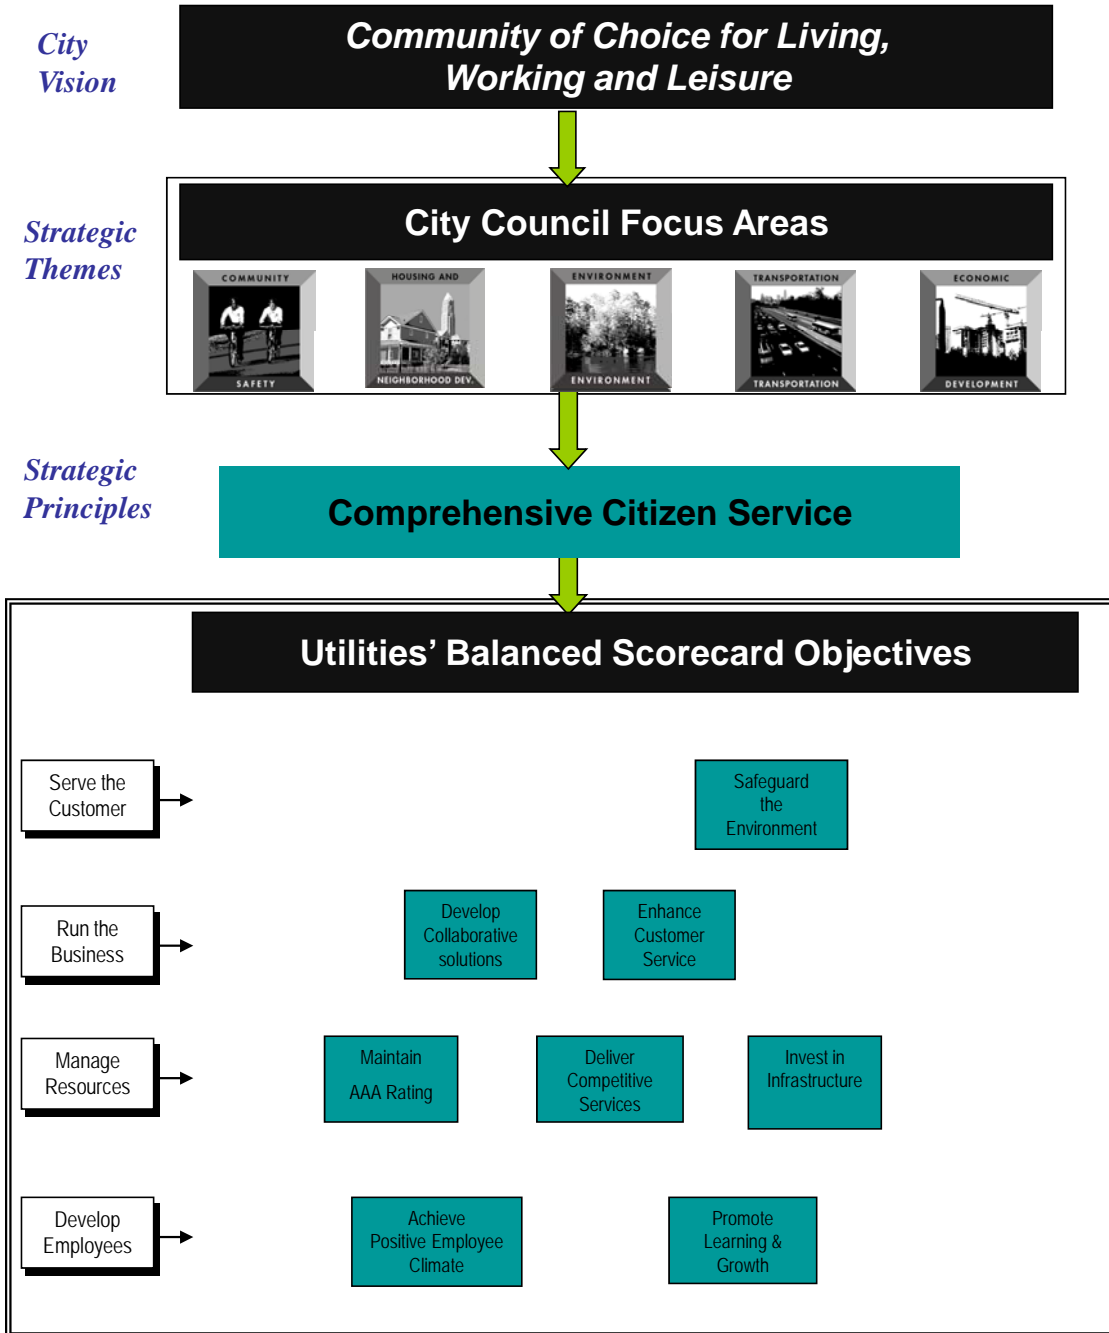 City
Vision
Community of Choice for Living,
Working and Leisure
Strategic
Themes
City Council Focus Areas
COMMUNITY
SAFETY
HOUSING AND
NEIGHBORHOOD DEV.
ENVIRONMENT
ENVIRONMENT
TRANSPORTATION
TRANSPORTATION
ECONOMIC
DEVELOPMENT
Strategic
Principles
Comprehensive Citizen Service
Utilities’ Balanced Scorecard Objectives
Serve the
Customer
Safeguard
the
Environment
Run the
Business
Develop
Collaborative
solutions
Enhance
Customer
Service
Manage
Resources
Maintain
AAA Rating
Deliver
Competitive
Services
Invest in
Infrastructure
Develop
Employees
Achieve
Positive Employee
Climate
Promote
Learning &
Growth